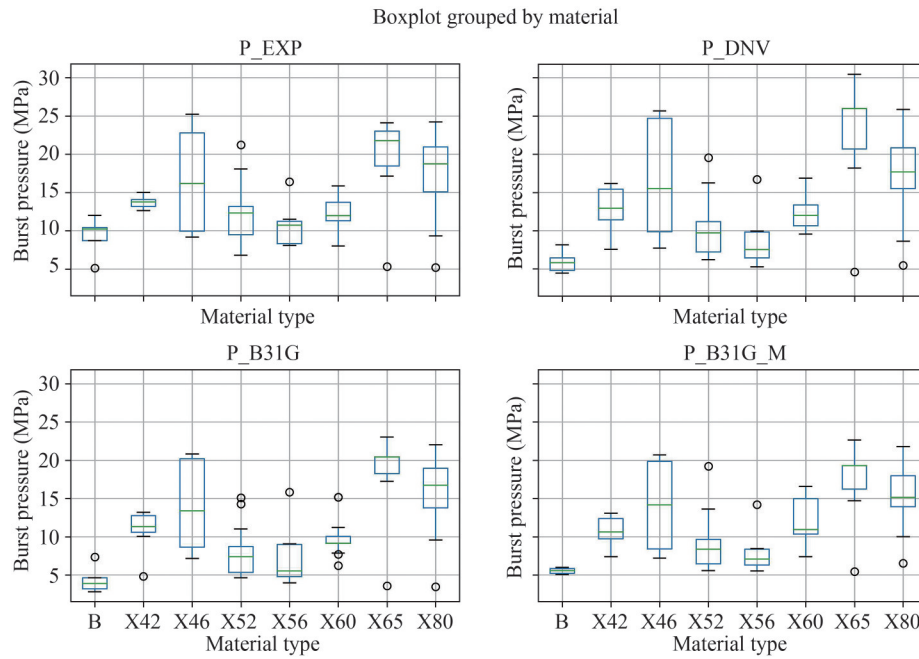 Boxplot grouped by material
P_EXP
P_DNV
Burst pressure (MPa)
30
25
20
15
10
5
Material type
Burst pressure (MPa)
Material type
P_B31G
P_B31G_M
Burst pressure (MPa)
30
25
20
15
10
5
B X42 X46 X52 X56 X60 X65 X80
Material type
Burst pressure (MPa)
B X42 X46 X52 X56 X60 X65 X80
Material type